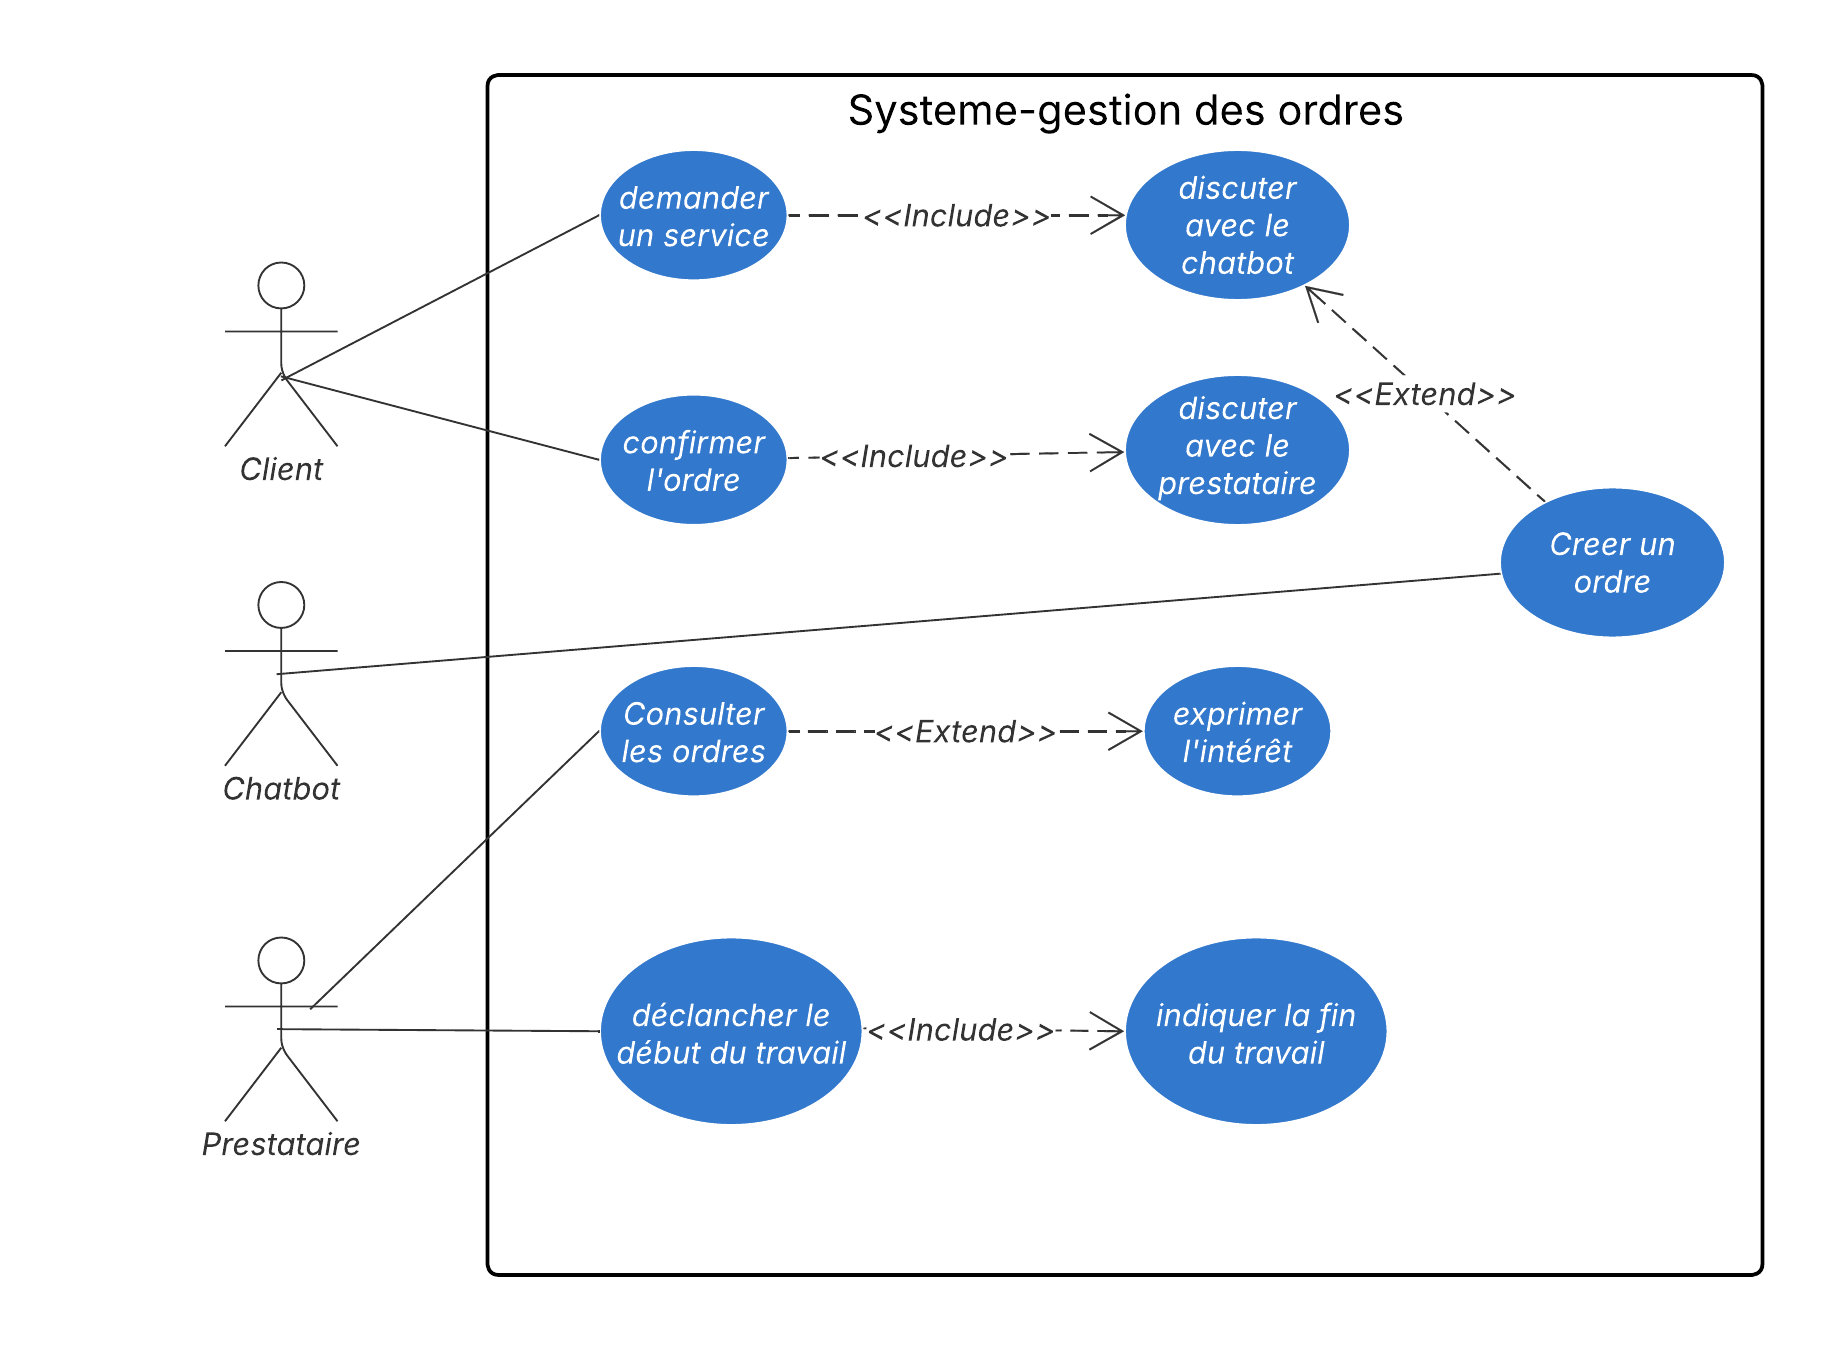 Systeme-gestion des ordres
demander
un service
<<Include>>
discuter
avec le
chatbot
Client
confirmer
l'ordre
<<Include>>
discuter
avec le
prestataire
<<Extend>>
Creer un
ordre
Chatbot
Consulter
les ordres
<<Extend>>
exprimer
l'intérêt
Prestataire
déclancher le
début du travail
<<Include>>
indiquer la fin
du travail